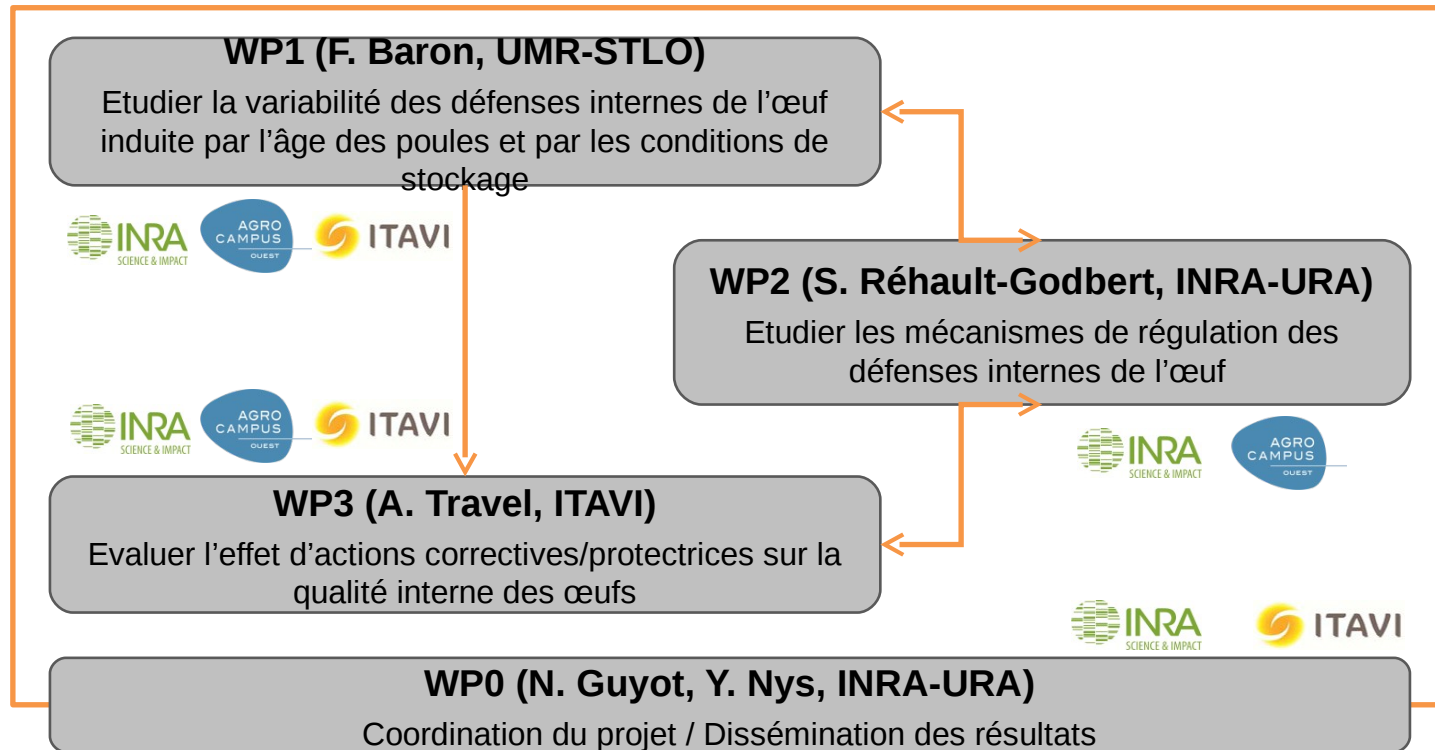 WP1 (F. Baron, UMR-STLO)
Etudier la variabilité des défenses internes de l’œuf
induite par l’âge des poules et par les conditions de
stockage
INRA
SCIENCE & IMPACT
AGRO
CAMPUS
OUEST
ITAVI
WP2 (S. Réhault-Godbert, INRA-URA)
Etudier les mécanismes de régulation des
défenses internes de l’œuf
INRA
SCIENCE & IMPACT
AGRO
CAMPUS
OUEST
ITAVI
INRA
SCIENCE & IMPACT
AGRO
CAMPUS
OUEST
WP3 (A. Travel, ITAVI)
Evaluer l’effet d’actions correctives/protectrices sur la
qualité interne des œufs
INRA
SCIENCE & IMPACT
ITAVI
WP0 (N. Guyot, Y. Nys, INRA-URA)
Coordination du projet / Dissémination des résultats